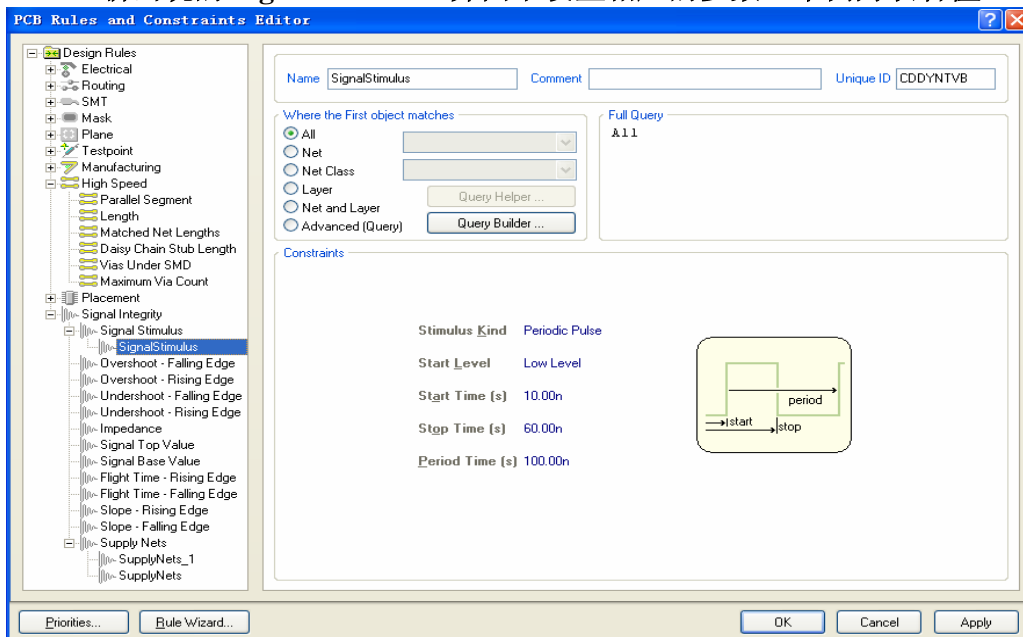 PCB Rules and Constraints Editor
Design Rules
Electrical
Routing
SMT
Mask
Plane
Testpoint
Manufacturing
High Speed
Parallel Segment
Length
Matched Net Lengths
Daisy Chain Stub Length
Vias Under SMD
Maximum Via Count
Placement
Signal Integrity
Signal Stimulus
SignalStimulus
Overshoot - Falling Edge
Overshoot - Rising Edge
Undershoot - Falling Edge
Undershoot - Rising Edge
Impedance
Signal Top Value
Signal Base Value
Flight Time - Rising Edge
Flight Time - Falling Edge
Slope - Rising Edge
Slope - Falling Edge
Supply Nets
SupplyNets_1
SupplyNets
Name SignalStimulus Comment Unique ID CDDYNTVB
Where the First object matches
All
Net
Net Class
Layer
Net and Layer
Advanced (Query)
Query Helper ...
Query Builder ...
Full Query
All
Constraints
Stimulus Kind Periodic Pulse
Start Level Low Level
Start Time (s) 10.00n
Stop Time (s) 60.00n
Period Time (s) 100.00n
period
start
stop
Priorities... Rule Wizard... OK Cancel Apply